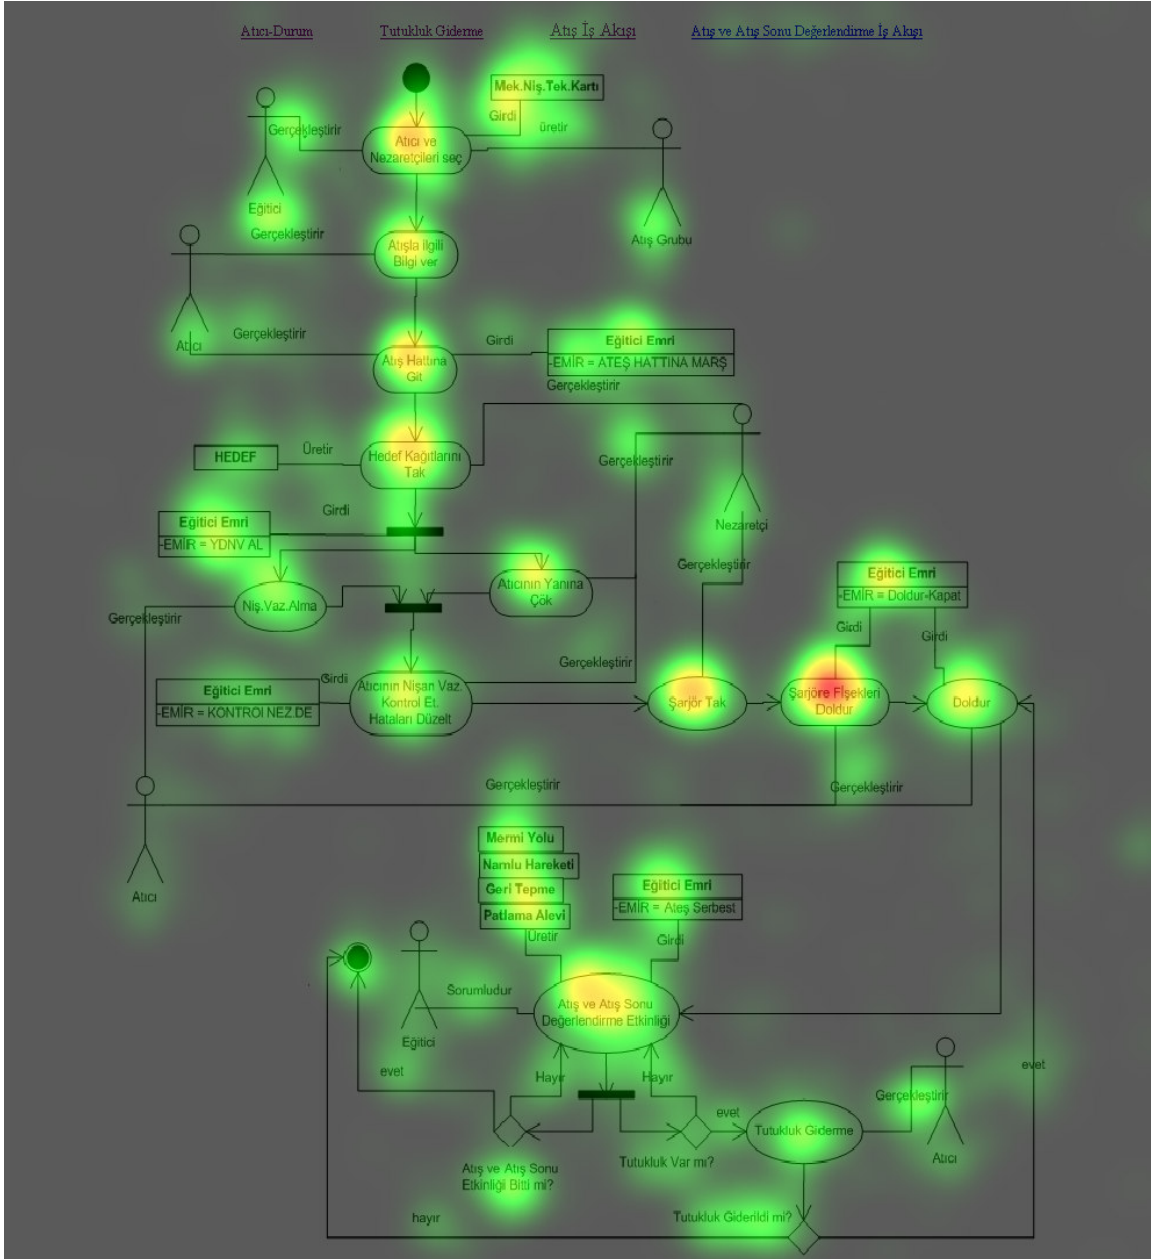 Atıcı-Durum
Tutukluk Giderme
Atış İş Akışı
Atış ve Atış Sonu Değerlendirme İş Akışı
Mek.Niş.Tek.Kartı
Girdi
üretir
Gerçekleştirir
Atıcı ve
Nezaretçileri seç
Eğitici
Gerçekleştirir
Atış Grubu
Atışla ilgili
Bilgi ver
Gerçekleştirir
Atıcı
Girdi
Eğitici Emri
-EMİR = ATEŞ HATTINA MARŞ
Atış Hattına
Git
Gerçekleştirir
HEDEF
Üretir
Hedef Kağıtlarını
Tak
Gerçekleştirir
Girdi
Eğitici Emri
-EMİR = YDNV AL
Nezaretçi
Gerçekleştirir
Eğitici Emri
-EMİR = Doldur-Kapat
Atıcının Yanına
Çök
Niş.Vaz.Alma
Gerçekleştirir
Girdi
Girdi
Gerçekleştirir
Girdi
Eğitici Emri
-EMİR = KONTROl NEZ.DE
Atıcının Nişan Vaz.
Kontrol Et.
Hataları Düzelt
Şarjör Tak
Şarjöre Fişekleri
Doldur
Doldur
Gerçekleştirir
Gerçekleştirir
Mermi Yolu
Namlu Hareketi
Geri Tepme
Patlama Alevi
Üretir
Eğitici Emri
-EMİR = Ateş Serbest
Girdi
Atıcı
Sorumludur
Atış ve Atış Sonu
Değerlendirme Etkinliği
Eğitici
evet
Hayır
Hayır
evet
evet
Gerçekleştirir
Tutukluk Giderme
Atıcı
Atış ve Atış Sonu
Etkinliği Bitti mi?
Tutukluk Var mı?
hayır
Tutukluk Giderildi mi?